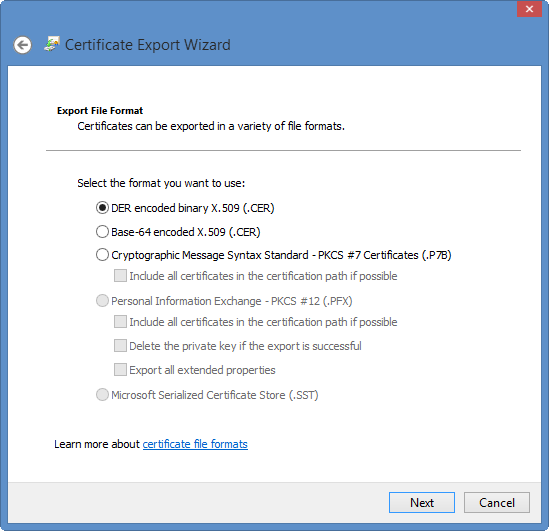 Certificate Export Wizard
Export File Format
Certificates can be exported in a variety of file formats.
Select the format you want to use:
DER encoded binary X.509 (.CER)
Base-64 encoded X.509 (.CER)
Cryptographic Message Syntax Standard - PKCS #7 Certificates (.P7B)
Include all certificates in the certification path if possible
Personal Information Exchange - PKCS #12 (.PFX)
Include all certificates in the certification path if possible
Delete the private key if the export is successful
Export all extended properties
Microsoft Serialized Certificate Store (.SST)
Learn more about certificate file formats
Next Cancel